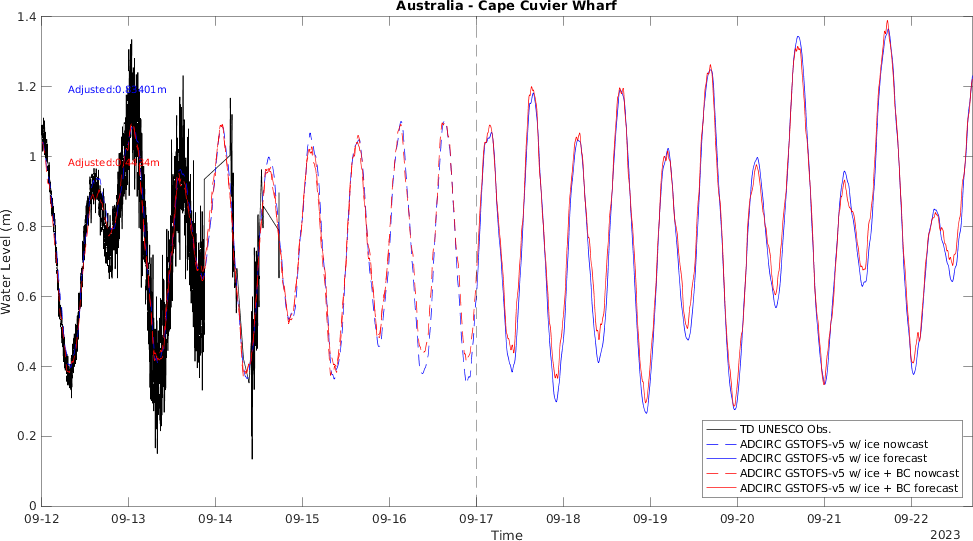 Australia - Cape Cuvier Wharf
1.4
1.2
1
0.8
0.6
0.4
0.2
0
Water Level (m)
Adjusted:
Adjusted:
TD UNESCO Obs.
ADCIRC GSTOFS-v5 w/ ice nowcast
ADCIRC GSTOFS-v5 w/ ice forecast
ADCIRC GSTOFS-v5 w/ ice + BC nowcast
ADCIRC GSTOFS-v5 w/ ice + BC forecast
09-12 09-13 09-14 09-15 09-16 09-17 09-18 09-19 09-20 09-21 09-22
Time
2023